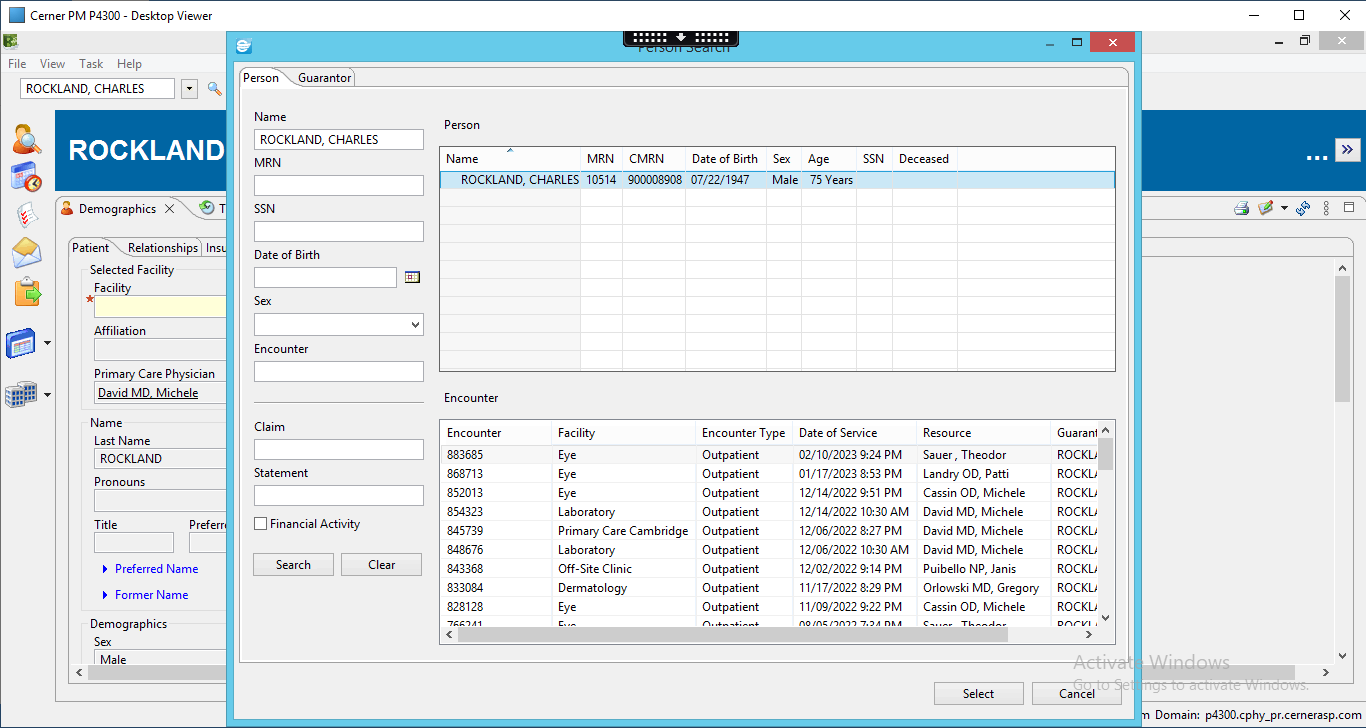 Cerner PM P4300 - Desktop Viewer
Person Search
File View Task Help
ROCKLAND, CHARLES
ROCKLAND
...
Demographics
Patient Relationships Insu
Selected Facility
Facility
Affiliation
Primary Care Physician
David MD, Michele
Name
Last Name
ROCKLAND
Pronouns
Title Preferre
Preferred Name
Former Name
Demographics
Sex
Male
Person Guarantor
Name
ROCKLAND, CHARLES
MRN
SSN
Date of Birth
Sex
Encounter
Claim
Statement
Financial Activity
Search Clear
Person
Name MRN CMRN Date of Birth Sex Age SSN Deceased
ROCKLAND, CHARLES 10514 900008908 07/22/1947 Male 75 Years
Encounter
Encounter Facility Encounter Type Date of Service Resource Guarant
883685 Eye Outpatient 02/10/2023 9:24 PM Sauer , Theodor ROCKLA
868713 Eye Outpatient 01/17/2023 8:53 PM Landry OD, Patti ROCKLA
852013 Eye Outpatient 12/14/2022 9:51 PM Cassin OD, Michele ROCKLA
854323 Laboratory Outpatient 12/14/2022 10:30 AM David MD, Michele ROCKLA
845739 Primary Care Cambridge Outpatient 12/06/2022 8:27 PM David MD, Michele ROCKLA
848676 Laboratory Outpatient 12/06/2022 10:30 AM David MD, Michele ROCKLA
843368 Off-Site Clinic Outpatient 12/02/2022 9:14 PM Puibello NP, Janis ROCKLA
833084 Dermatology Outpatient 11/17/2022 8:29 PM Orlowski MD, Gregory ROCKLA
828128 Eye Outpatient 11/09/2022 9:22 PM Cassin OD, Michele ROCKLA
766241 Eye Outpatient 08/05/2022 7:34 PM Sauer , Theodor ROCKLA
Select Cancel
Activate Windows
Go to Settings to activate Windows.
m Domain: p4300.cphy_pr.cernerasp.com